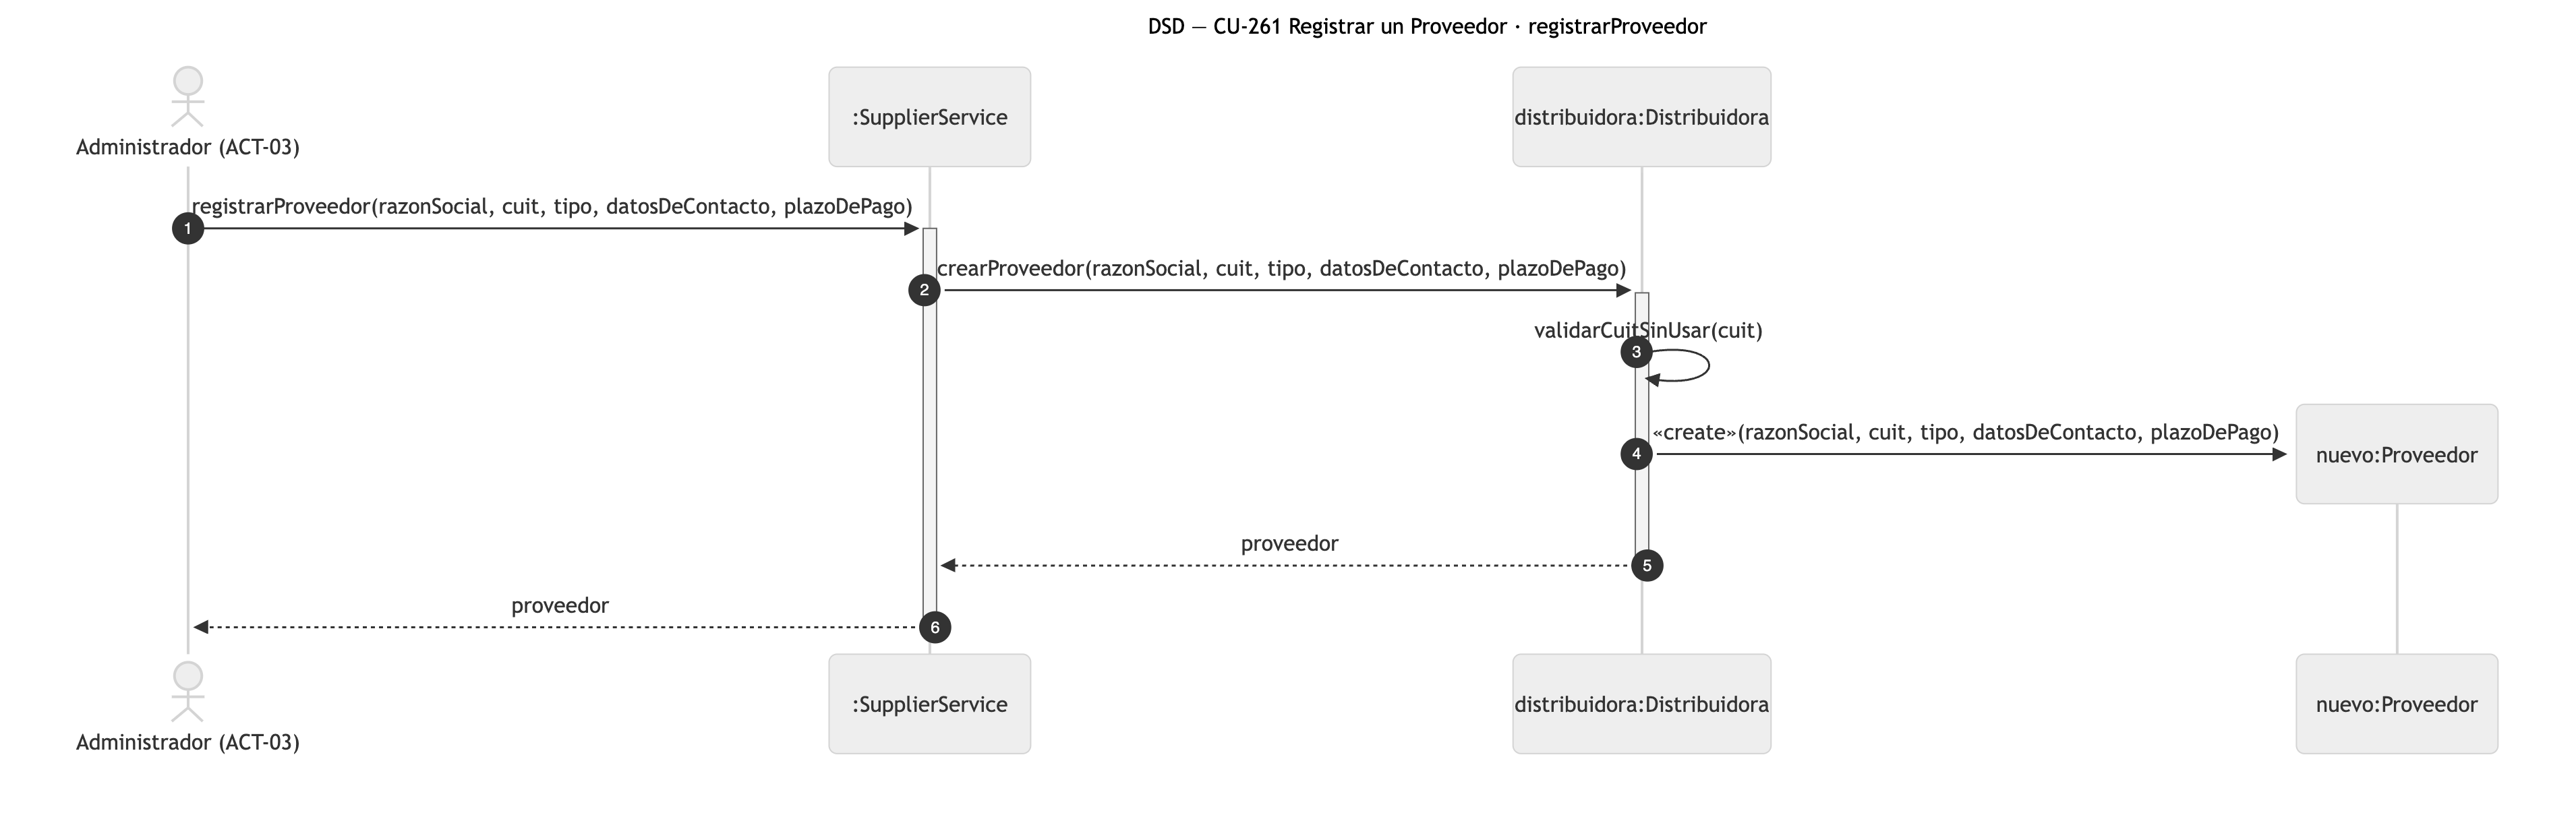 DSD — CU-261 Registrar un Proveedor · registrarProveedor
Administrador (ACT-03)
:SupplierService
distribuidora:Distribuidora
registrarProveedor(razonSocial, cuit, tipo, datosDeContacto, plazoDePago)
1
crearProveedor(razonSocial, cuit, tipo, datosDeContacto, plazoDePago)
2
validarCuitSinUsar(cuit)
3
«create»(razonSocial, cuit, tipo, datosDeContacto, plazoDePago)
4
nuevo:Proveedor
proveedor
5
proveedor
6
Administrador (ACT-03)
:SupplierService
distribuidora:Distribuidora
nuevo:Proveedor